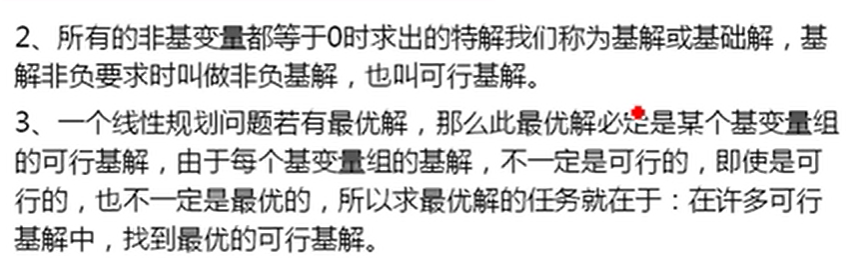 2、所有的非基变量都等于0时求出的特解我们称为基解或基础解，基
解非负要求时叫做非负基解，也叫可行基解。
3、一个线性规划问题若有最优解，那么此最优解必定是某个基变量组
的可行基解，由于每个基变量组的基解，不一定是可行的，即使是可
行的，也不一定是最优的，所以求最优解的任务就在于：在许多可行
基解中，找到最优的可行基解。